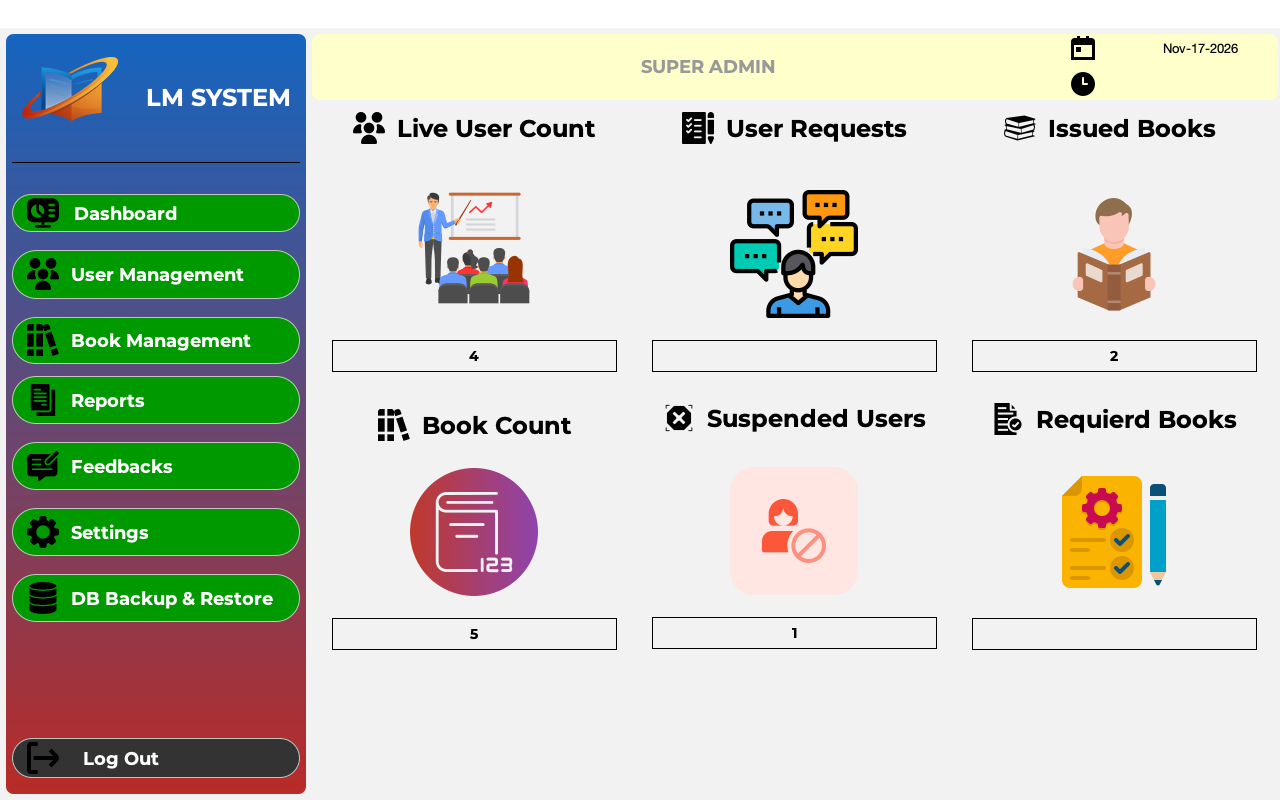 LM SYSTEM
SUPER ADMIN
Nov-17-2026
Dashboard
User Management
Book Management
Reports
Feedbacks
Settings
DB Backup & Restore
Log Out
Live User Count
User Requests
Issued Books
4
2
Book Count
Suspended Users
Requierd Books
123
5
1